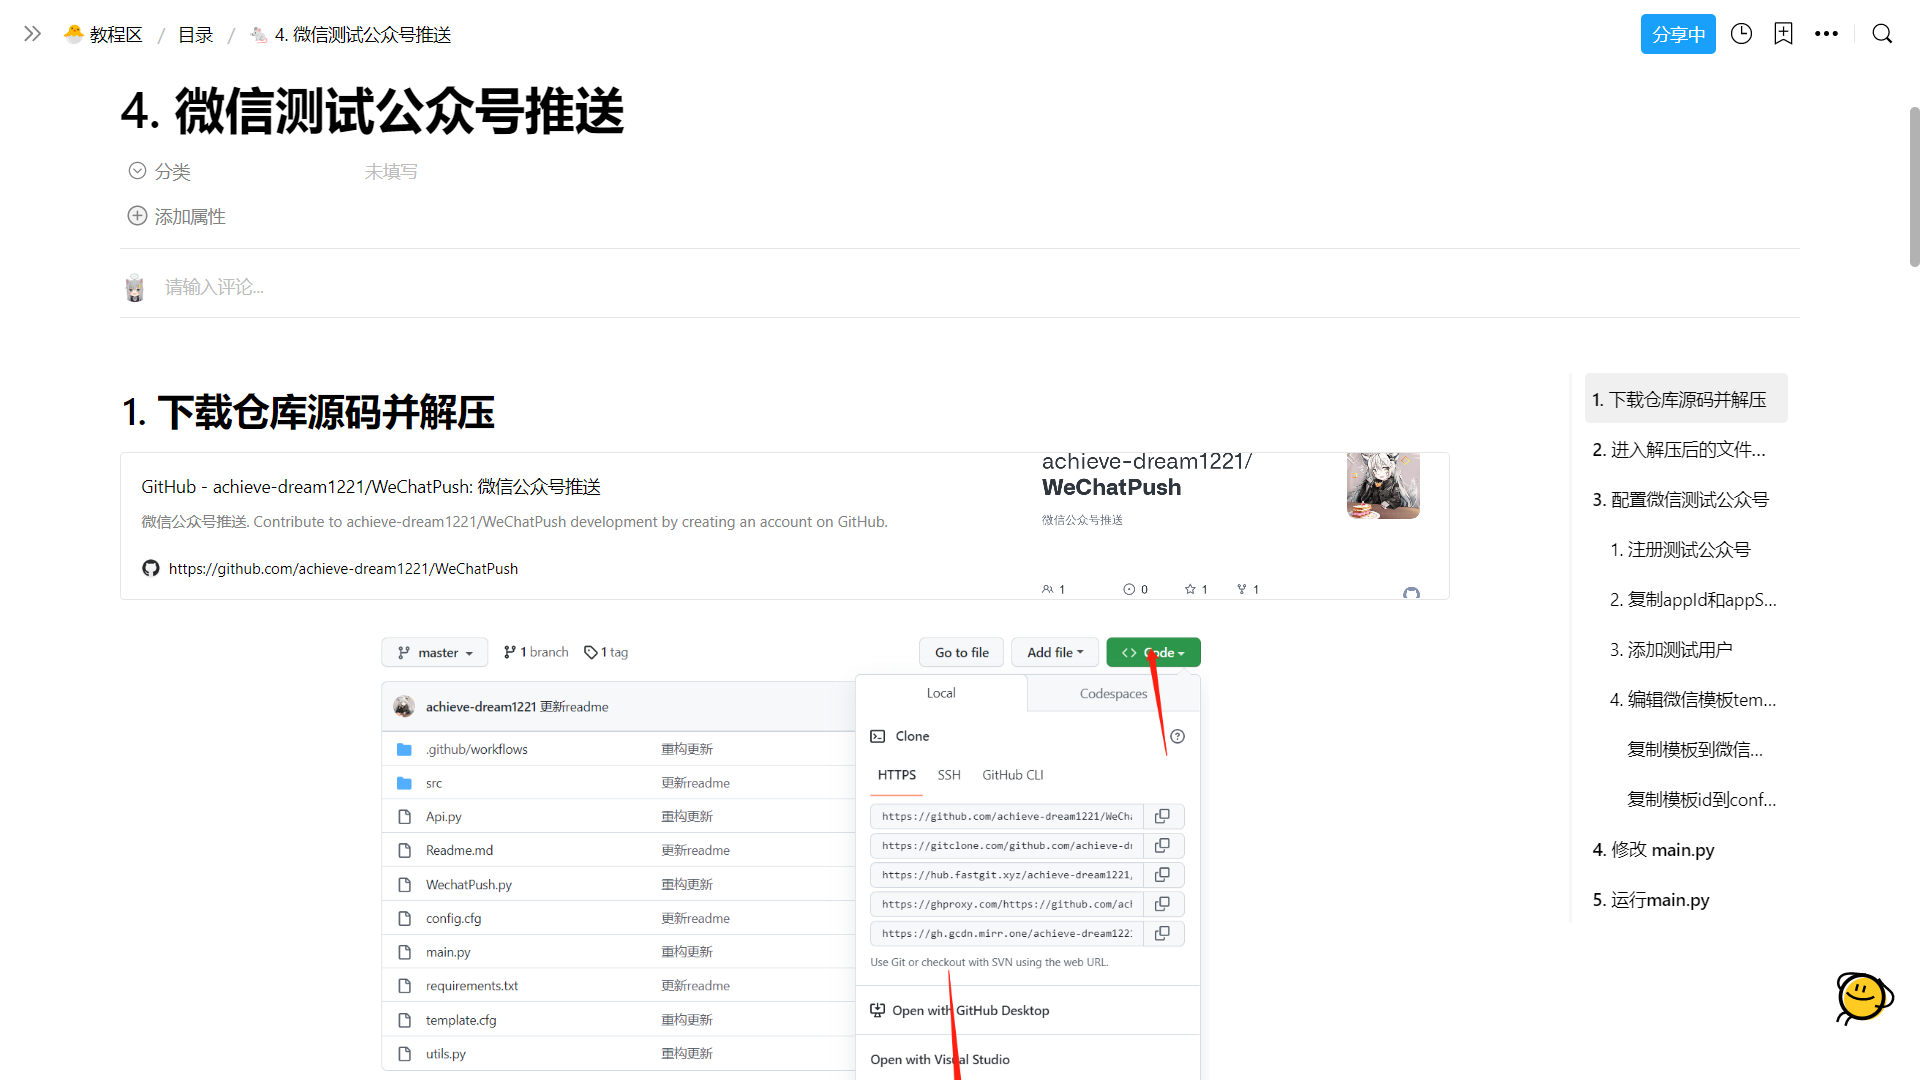 教程区 / 目录 / 4. 微信测试公众号推送
分享中
4. 微信测试公众号推送
分类 未填写
添加属性
请输入评论...
1. 下载仓库源码并解压
GitHub - achieve-dream1221/WeChatPush: 微信公众号推送
微信公众号推送. Contribute to achieve-dream1221/WeChatPush development by creating an account on GitHub.
https://github.com/achieve-dream1221/WeChatPush
achieve-dream1221/
WeChatPush
微信公众号推送
1 0 1 1
master 1 branch 1 tag
Go to file Add file Code
achieve-dream1221 更新readme
.github/workflows 重构更新
src 更新readme
Api.py 重构更新
Readme.md 更新readme
WechatPush.py 重构更新
config.cfg 更新readme
main.py 重构更新
requirements.txt 更新readme
template.cfg 重构更新
utils.py 重构更新
Local Codespaces
Clone
HTTPS SSH GitHub CLI
https://github.com/achieve-dream1221/WeCha
https://gitclone.com/github.com/achieve-dr
https://hub.fastgit.xyz/achieve-dream1221/
https://ghproxy.com/https://github.com/ach
https://gh.gcdn.mirr.one/achieve-dream1221
Use Git or checkout with SVN using the web URL.
Open with GitHub Desktop
Open with Visual Studio
1. 下载仓库源码并解压
2. 进入解压后的文件...
3. 配置微信测试公众号
1. 注册测试公众号
2. 复制appId和appS...
3. 添加测试用户
4. 编辑微信模板tem...
复制模板到微信...
复制模板id到conf...
4. 修改 main.py
5. 运行main.py